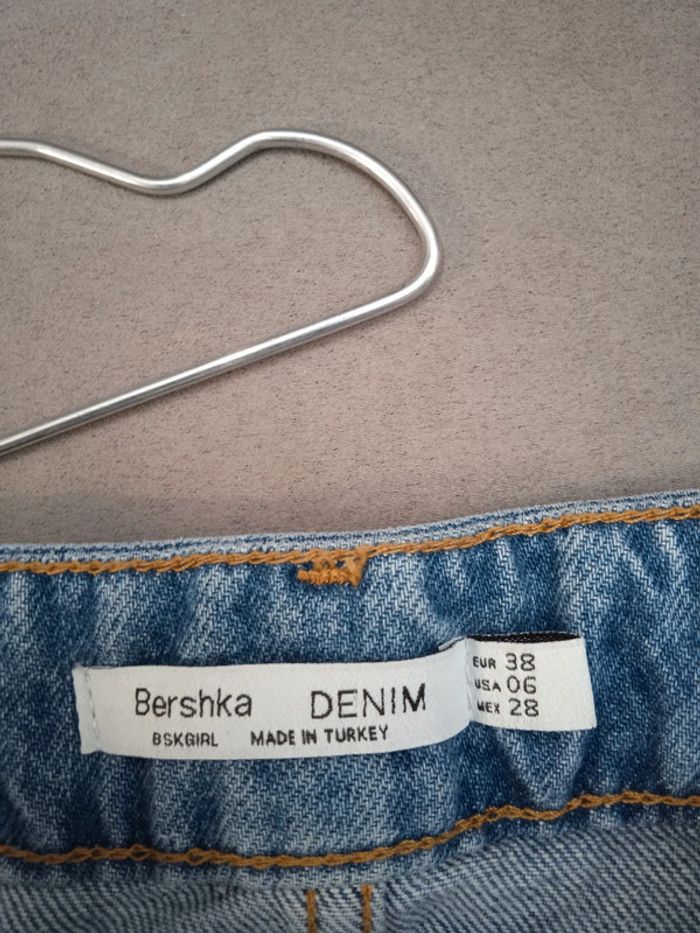 Bershka DENIM
BSKGIRL MADE IN TURKEY
EUR 38
USA 06
MEX 28